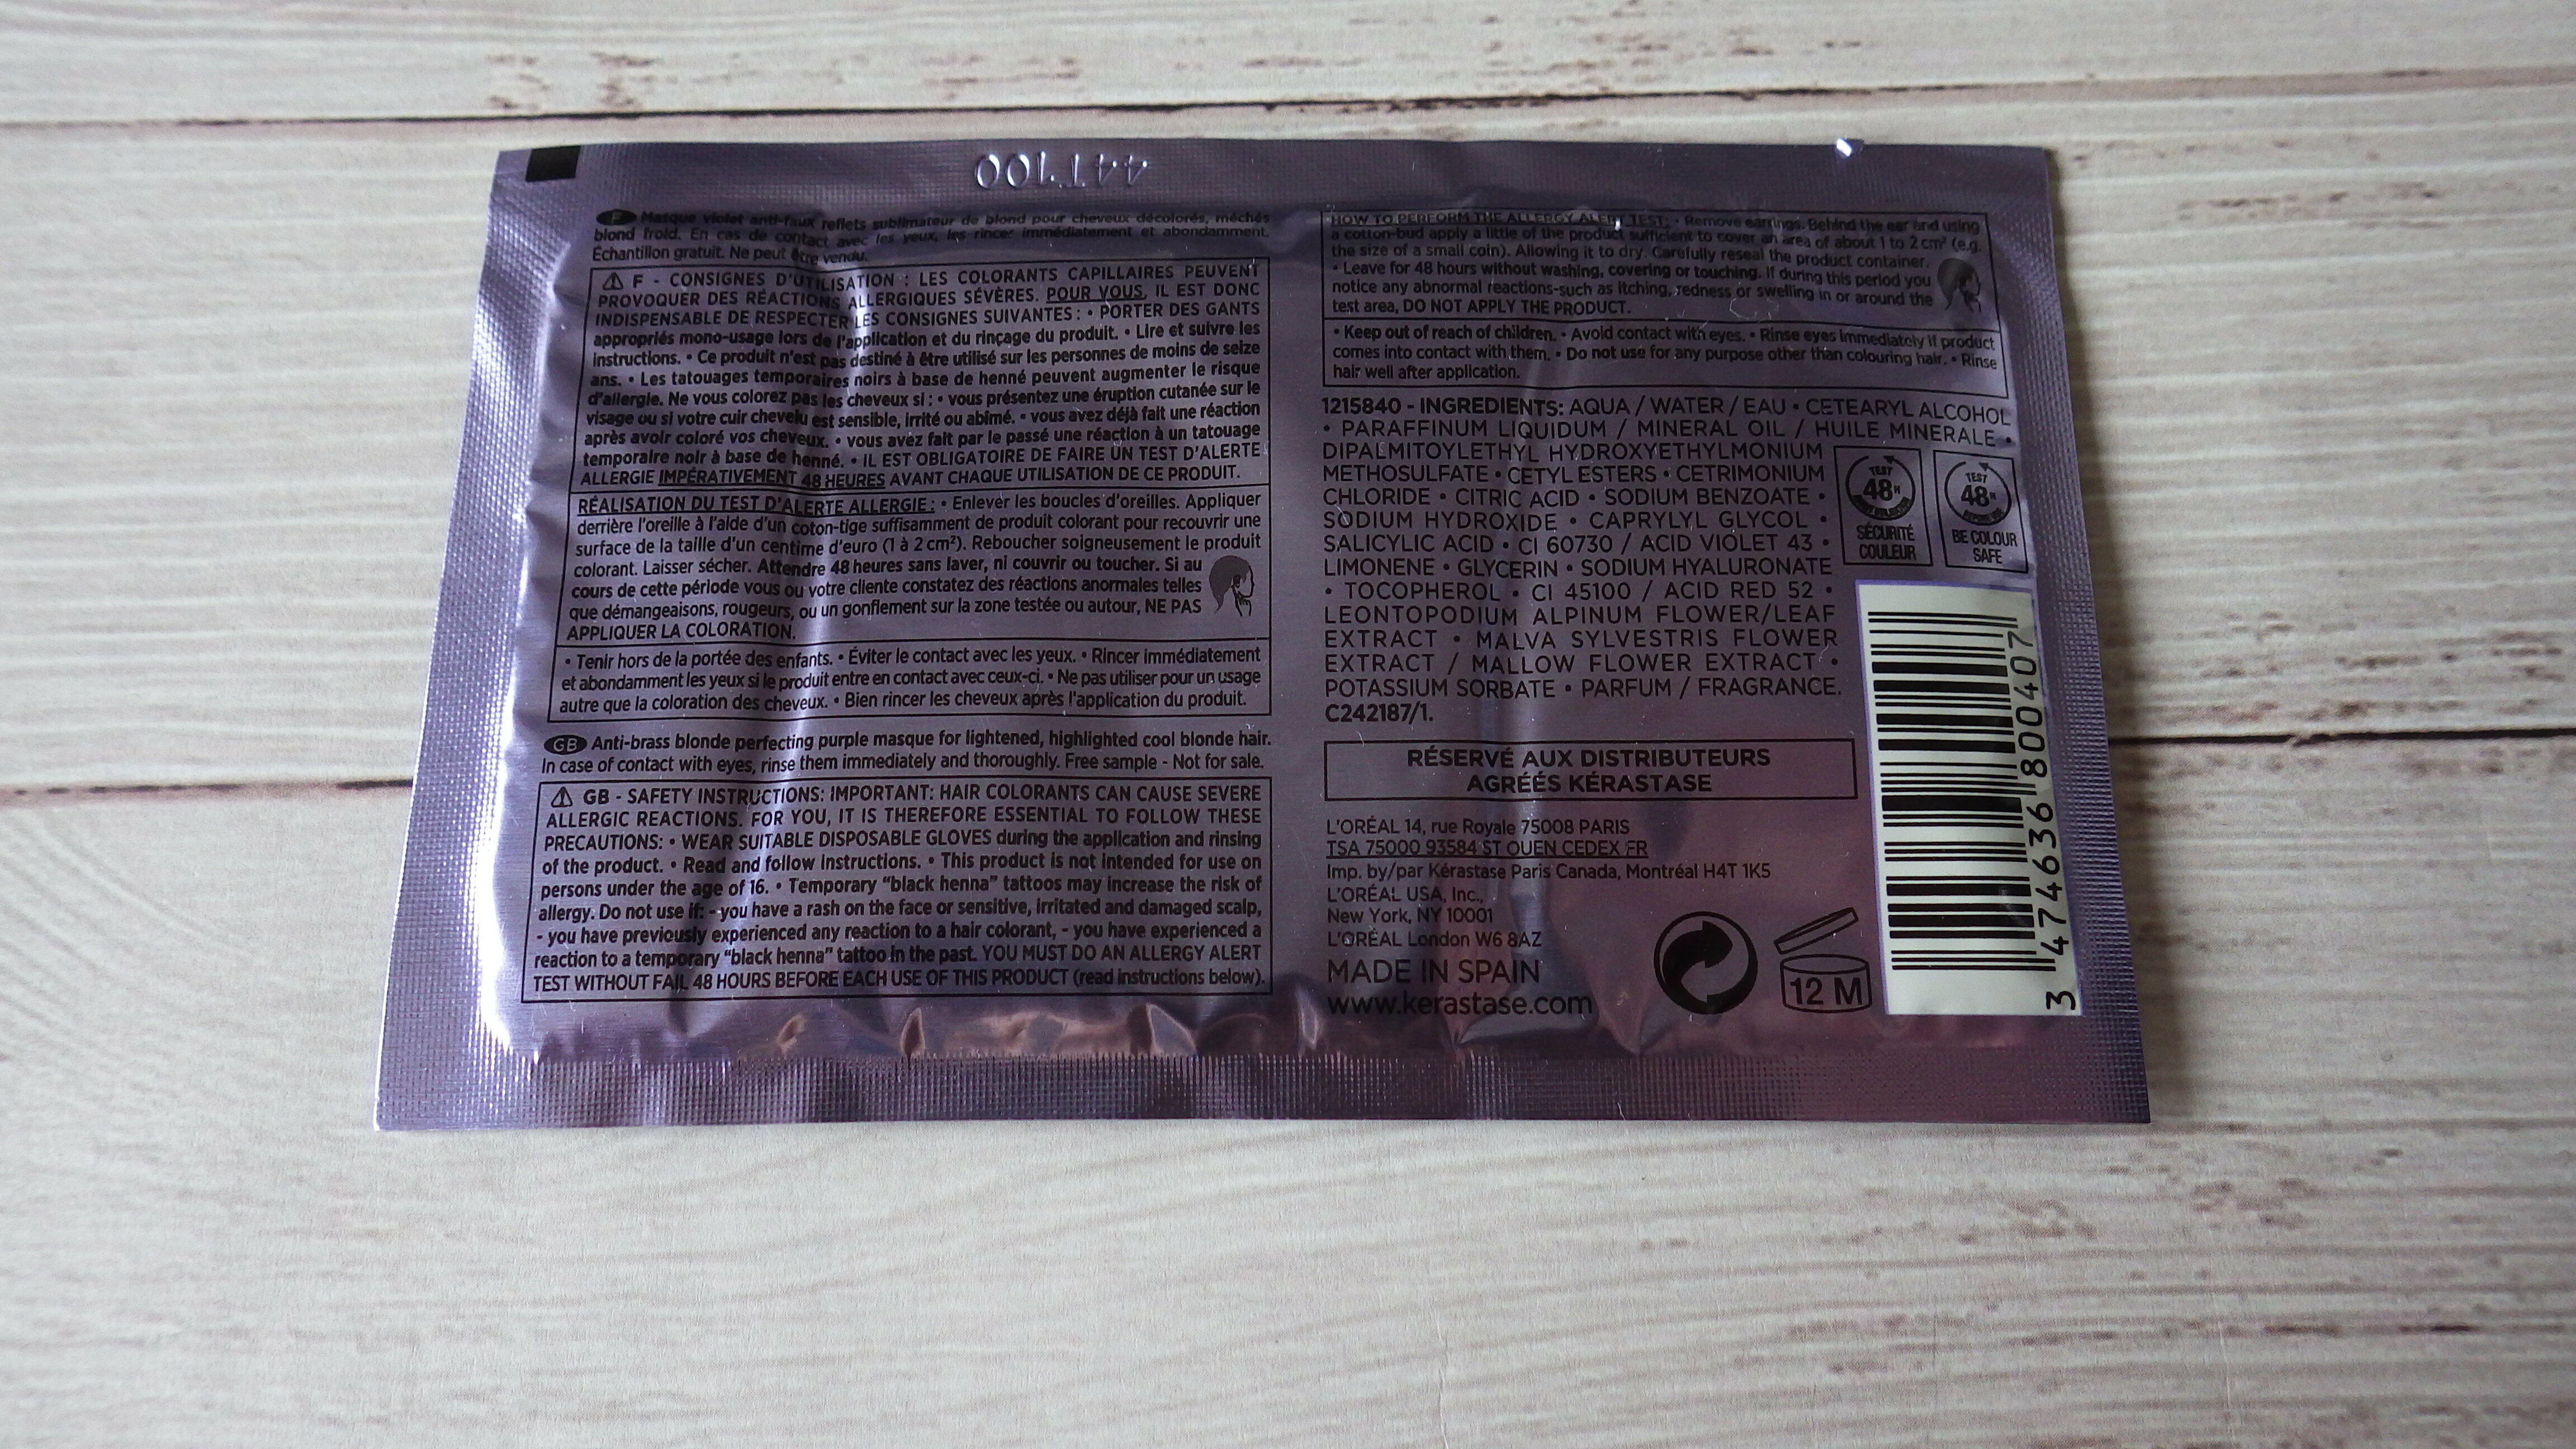 44T100
F Masque violet anti-faux reflets sublimateur de blond pour cheveux décolorés, méchés
blond froid. En cas de contact avec les yeux, les rincer immédiatement et abondamment.
Échantillon gratuit. Ne peut être vendu.
⚠ F - CONSIGNES D'UTILISATION : LES COLORANTS CAPILLAIRES PEUVENT
PROVOQUER DES RÉACTIONS ALLERGIQUES SÉVÈRES. POUR VOUS, IL EST DONC
INDISPENSABLE DE RESPECTER LES CONSIGNES SUIVANTES : • PORTER DES GANTS
appropriés mono-usage lors de l'application et du rinçage du produit. • Lire et suivre les
instructions. • Ce produit n'est pas destiné à être utilisé sur les personnes de moins de seize
ans. • Les tatouages temporaires noirs à base de henné peuvent augmenter le risque
d'allergie. Ne vous colorez pas les cheveux si : • vous présentez une éruption cutanée sur le
visage ou si votre cuir chevelu est sensible, irrité ou abîmé. • vous avez déjà fait une réaction
après avoir coloré vos cheveux. • vous avez fait par le passé une réaction à un tatouage
temporaire noir à base de henné. • IL EST OBLIGATOIRE DE FAIRE UN TEST D'ALERTE
ALLERGIE IMPÉRATIVEMENT 48 HEURES AVANT CHAQUE UTILISATION DE CE PRODUIT.
RÉALISATION DU TEST D'ALERTE ALLERGIE : • Enlever les boucles d'oreilles. Appliquer
derrière l'oreille à l'aide d'un coton-tige suffisamment de produit colorant pour recouvrir une
surface de la taille d'un centime d'euro (1 à 2 cm²). Reboucher soigneusement le produit
colorant. Laisser sécher. Attendre 48 heures sans laver, ni couvrir ou toucher. Si au
cours de cette période vous ou votre cliente constatez des réactions anormales telles
que démangeaisons, rougeurs, ou un gonflement sur la zone testée ou autour, NE PAS
APPLIQUER LA COLORATION.
• Tenir hors de la portée des enfants. • Éviter le contact avec les yeux. • Rincer immédiatement
et abondamment les yeux si le produit entre en contact avec ceux-ci. • Ne pas utiliser pour un usage
autre que la coloration des cheveux. • Bien rincer les cheveux après l'application du produit.
GB Anti-brass blonde perfecting purple masque for lightened, highlighted cool blonde hair.
In case of contact with eyes, rinse them immediately and thoroughly. Free sample - Not for sale.
⚠ GB - SAFETY INSTRUCTIONS: IMPORTANT: HAIR COLORANTS CAN CAUSE SEVERE
ALLERGIC REACTIONS. FOR YOU, IT IS THEREFORE ESSENTIAL TO FOLLOW THESE
PRECAUTIONS: • WEAR SUITABLE DISPOSABLE GLOVES during the application and rinsing
of the product. • Read and follow instructions. • This product is not intended for use on
persons under the age of 16. • Temporary “black henna” tattoos may increase the risk of
allergy. Do not use if: - you have a rash on the face or sensitive, irritated and damaged scalp,
- you have previously experienced any reaction to a hair colorant, - you have experienced a
reaction to a temporary “black henna” tattoo in the past. YOU MUST DO AN ALLERGY ALERT
TEST WITHOUT FAIL 48 HOURS BEFORE EACH USE OF THIS PRODUCT (read instructions below).
HOW TO PERFORM THE ALLERGY ALERT TEST: • Remove earrings. Behind the ear and using
a cotton-bud apply a little of the product sufficient to cover an area of about 1 to 2 cm² (e.g.
the size of a small coin). Allowing it to dry. Carefully reseal the product container.
• Leave for 48 hours without washing, covering or touching. If during this period you
notice any abnormal reactions-such as itching, redness or swelling in or around the
test area, DO NOT APPLY THE PRODUCT.
• Keep out of reach of children. • Avoid contact with eyes. • Rinse eyes immediately if product
comes into contact with them. • Do not use for any purpose other than colouring hair. • Rinse
hair well after application.
1215840 - INGREDIENTS: AQUA / WATER / EAU • CETEARYL ALCOHOL
• PARAFFINUM LIQUIDUM / MINERAL OIL / HUILE MINERALE •
DIPALMITOYLETHYL HYDROXYETHYLMONIUM
METHOSULFATE • CETYL ESTERS • CETRIMONIUM
CHLORIDE • CITRIC ACID • SODIUM BENZOATE •
SODIUM HYDROXIDE • CAPRYLYL GLYCOL •
SALICYLIC ACID • CI 60730 / ACID VIOLET 43 •
LIMONENE • GLYCERIN • SODIUM HYALURONATE
• TOCOPHEROL • CI 45100 / ACID RED 52 •
LEONTOPODIUM ALPINUM FLOWER/LEAF
EXTRACT • MALVA SYLVESTRIS FLOWER
EXTRACT / MALLOW FLOWER EXTRACT •
POTASSIUM SORBATE • PARFUM / FRAGRANCE.
C242187/1.
TEST
48H
SÉCURITÉ
COULEUR
TEST
48H
BE COLOUR
SAFE
RÉSERVÉ AUX DISTRIBUTEURS
AGRÉÉS KÉRASTASE
L'ORÉAL 14, rue Royale 75008 PARIS
TSA 75000 93584 ST OUEN CEDEX FR
Imp. by/par Kérastase Paris Canada, Montréal H4T 1K5
L'ORÉAL USA, Inc.,
New York, NY 10001
L'ORÉAL London W6 8AZ
MADE IN SPAIN
www.kerastase.com
12 M
3 474636 800407